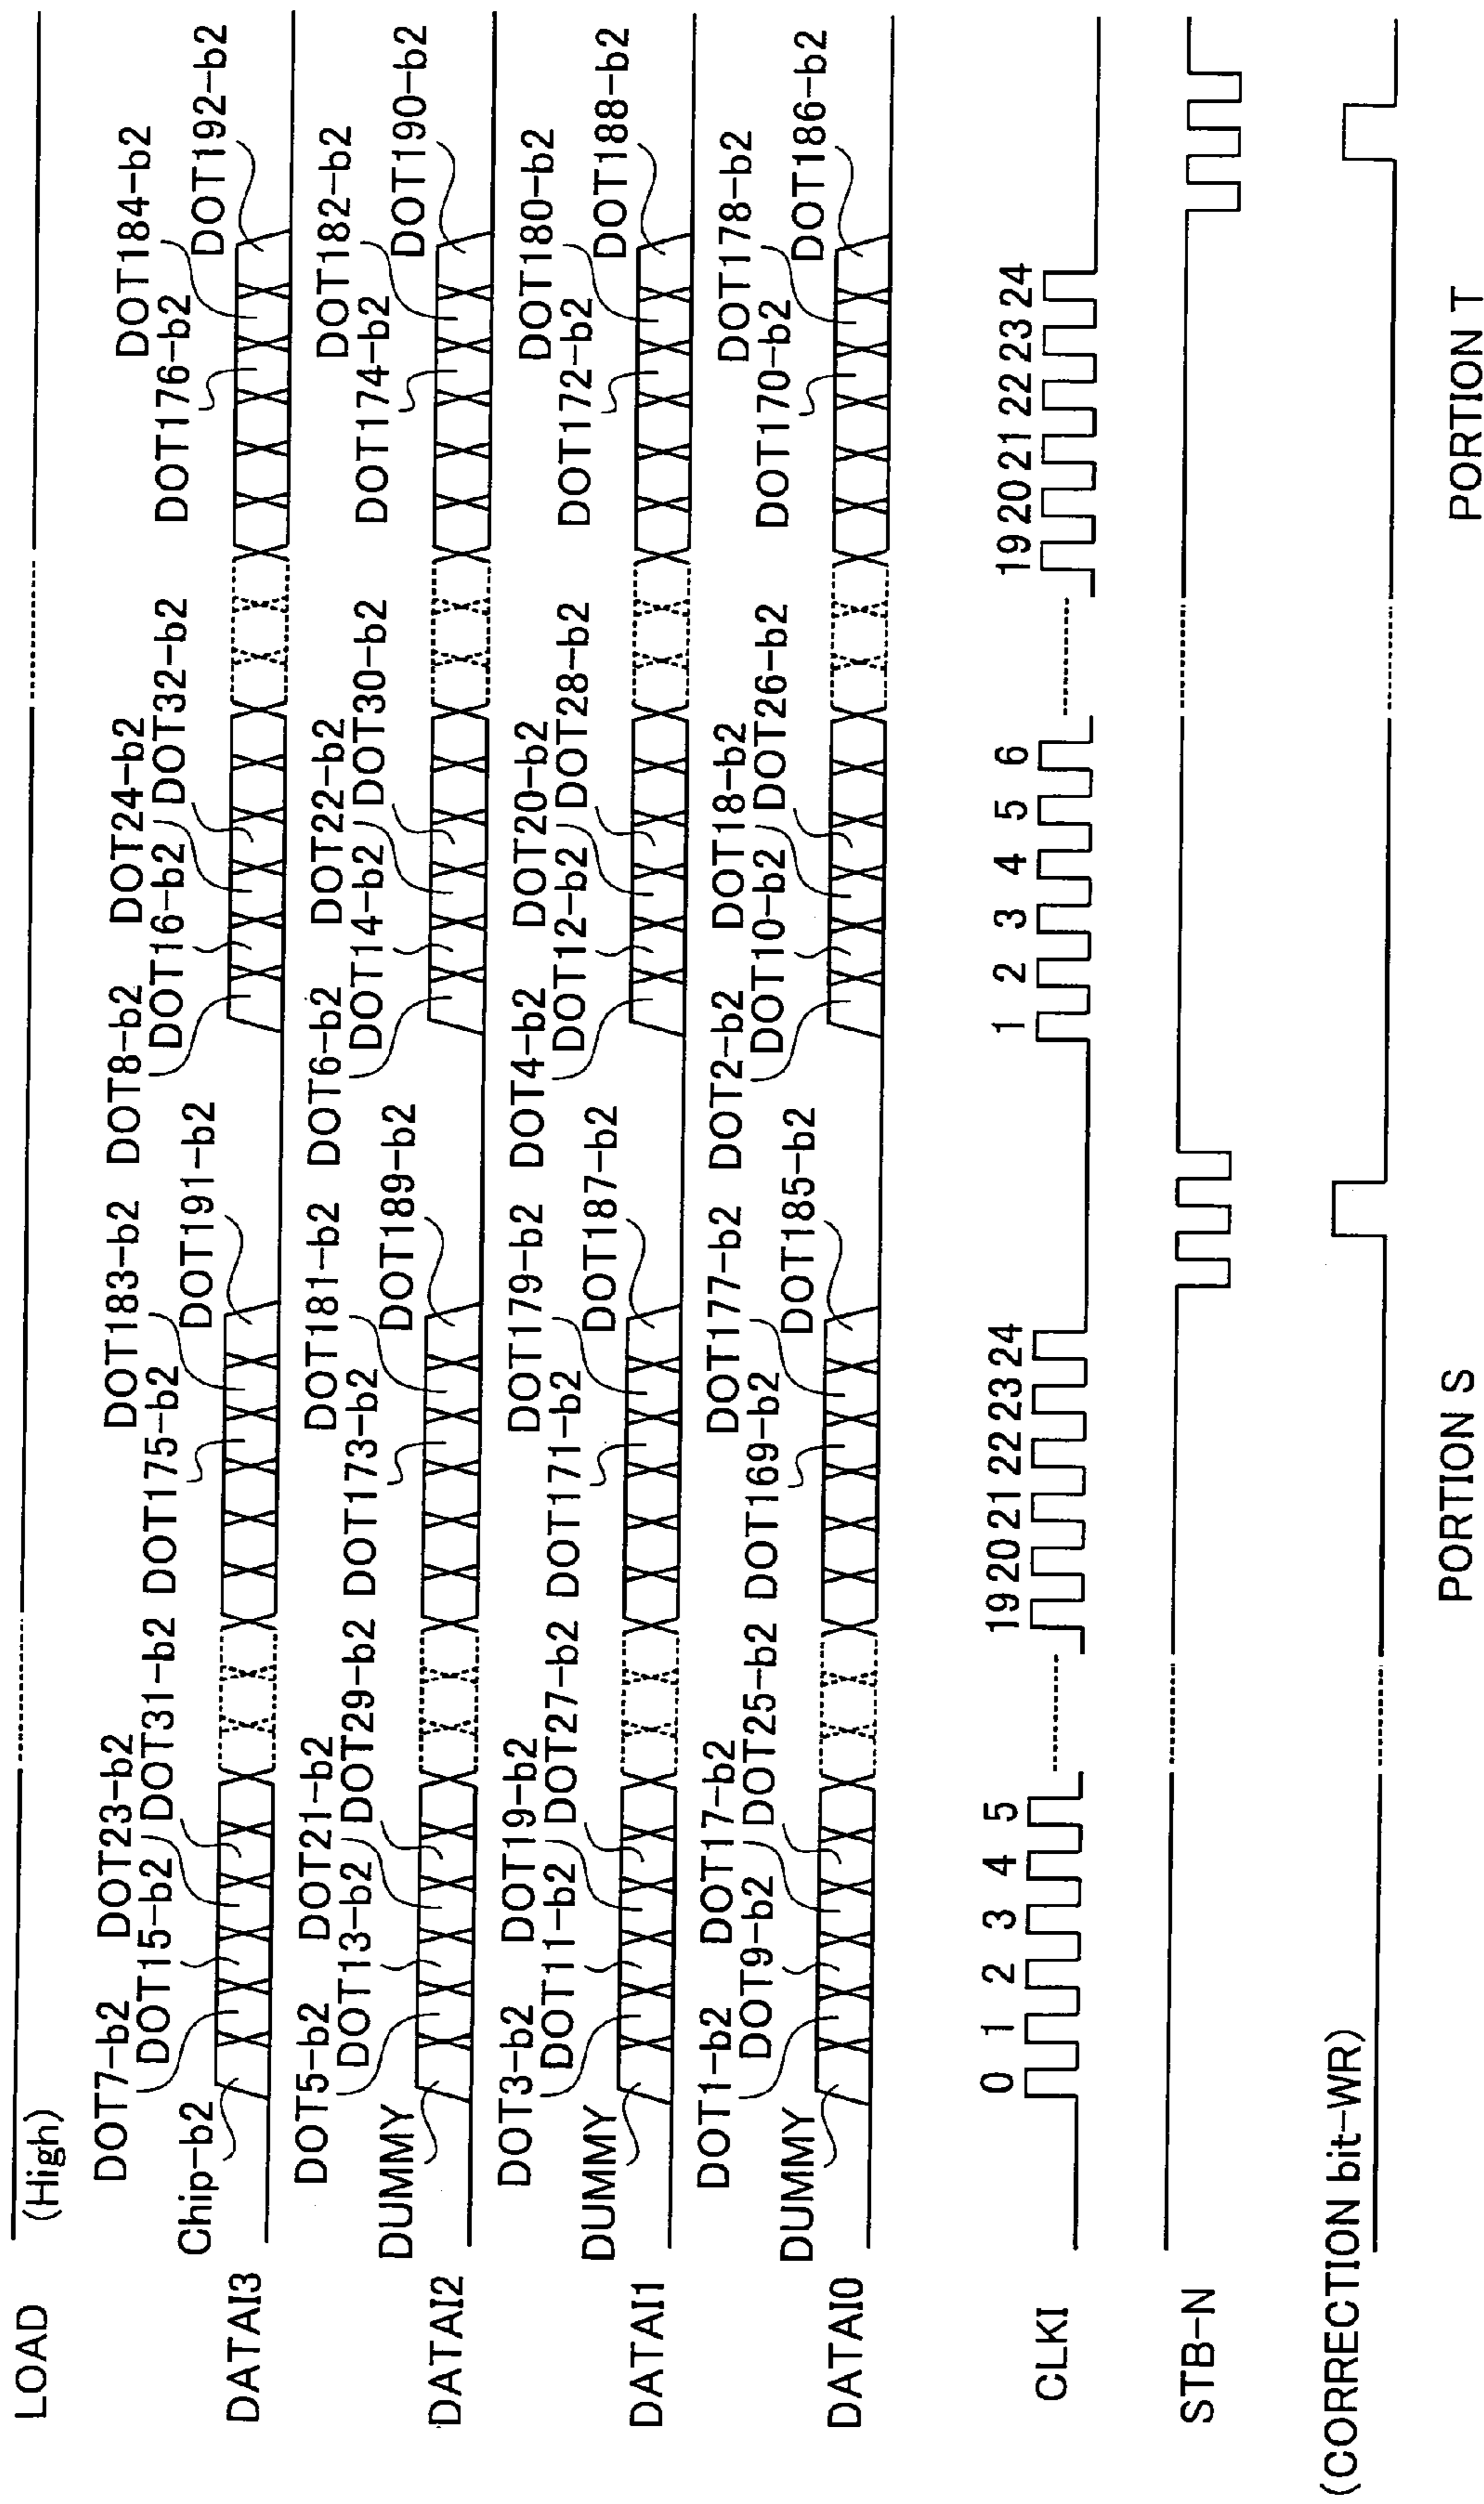 LOAD
(High)
DOT7-b2 DOT23-b2 DOT183-b2 DOT8-b2 DOT24-b2 DOT184-b2
Chip-b2 DOT15-b2 DOT31-b2 DOT175-b2 DOT191-b2 DOT16-b2 DOT32-b2 DOT176-b2 DOT192-b2
DATAI3
DOT5-b2 DOT21-b2 DOT181-b2 DOT6-b2 DOT22-b2 DOT182-b2
DUMMY DOT13-b2 DOT29-b2 DOT173-b2 DOT189-b2 DOT14-b2 DOT30-b2 DOT174-b2 DOT190-b2
DATAI2
DOT3-b2 DOT19-b2 DOT179-b2 DOT4-b2 DOT20-b2 DOT180-b2
DUMMY DOT11-b2 DOT27-b2 DOT171-b2 DOT187-b2 DOT12-b2 DOT28-b2 DOT172-b2 DOT188-b2
DATAI1
DOT1-b2 DOT17-b2 DOT177-b2 DOT2-b2 DOT18-b2 DOT178-b2
DUMMY DOT9-b2 DOT25-b2 DOT169-b2 DOT185-b2 DOT10-b2 DOT26-b2 DOT170-b2 DOT186-b2
DATAI0
0 1 2 3 4 5 19 20 21 22 23 24 1 2 3 4 5 6 19 20 21 22 23 24
CLKI
STB-N
(CORRECTION bit-WR)
PORTION S PORTION T